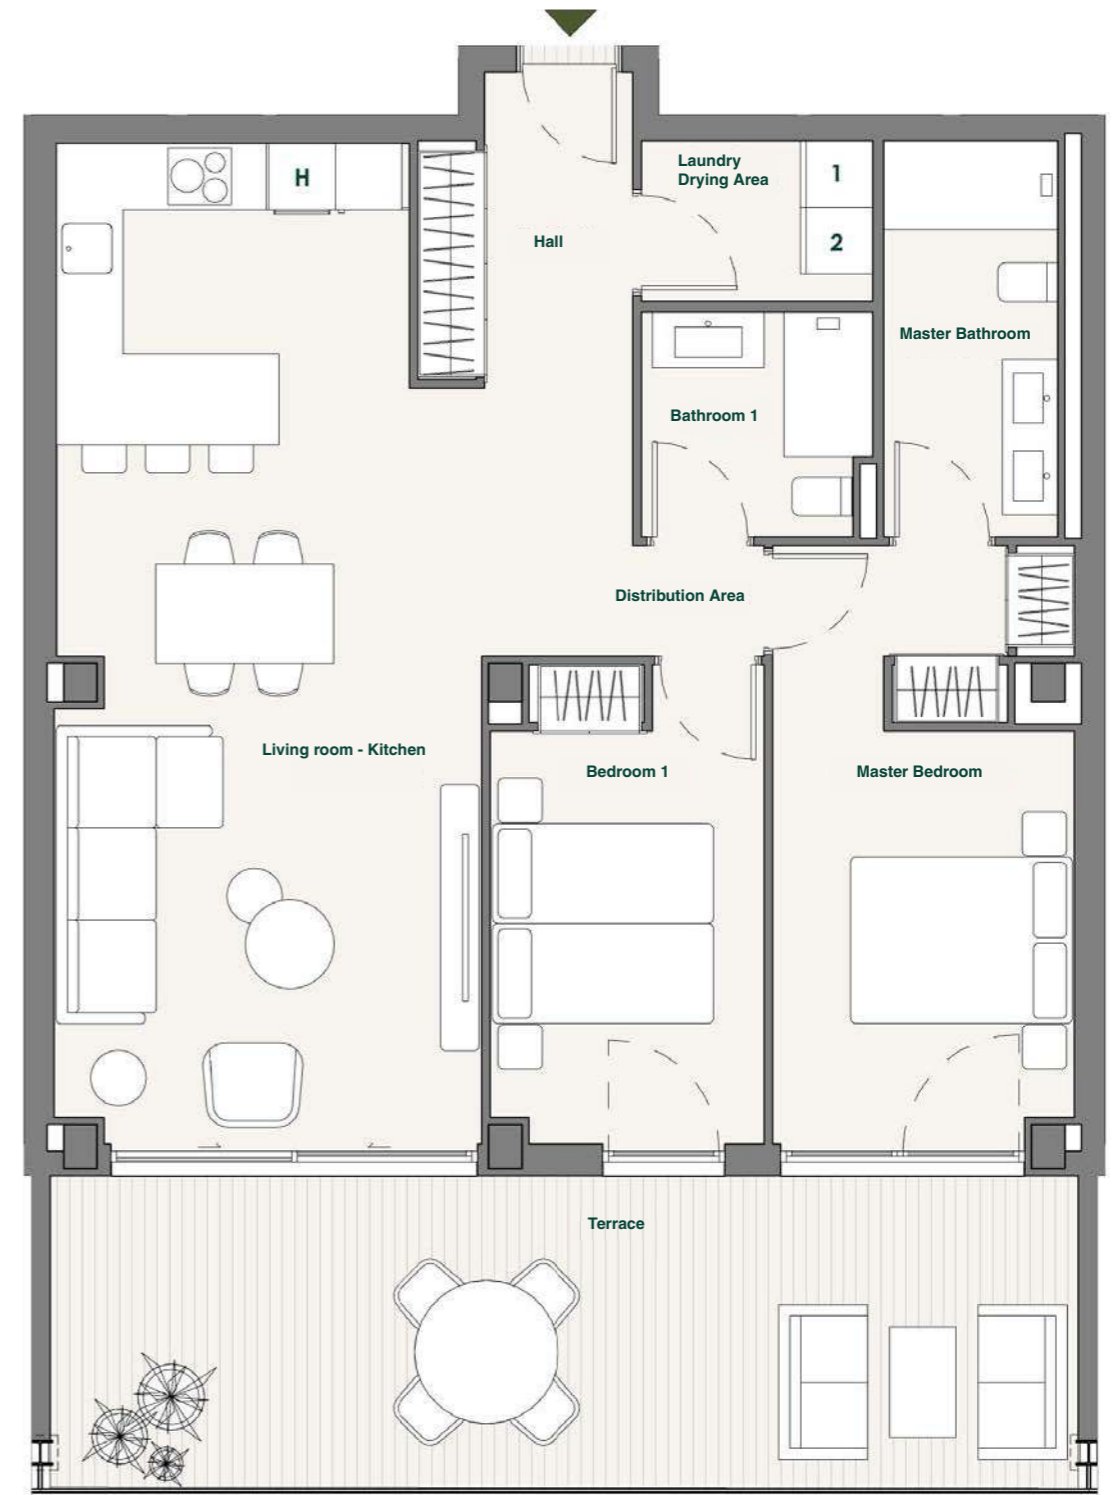 Laundry
Drying Area
1
H
2
Hall
Master Bathroom
Bathroom 1
Distribution Area
Living room - Kitchen
Bedroom 1
Master Bedroom
Terrace